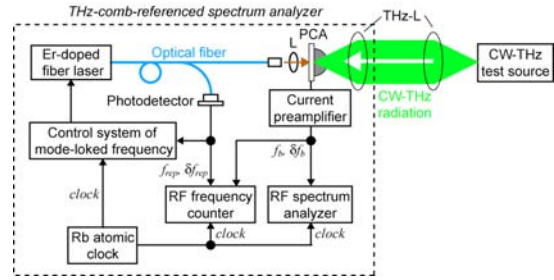 THz-comb-referenced spectrum analyzer
PCA
THz-L
Er-doped
fiber laser
Optical fiber
L
CW-THz
test source
Photodetector
Current
preamplifier
CW-THz
radiation
Control system of
mode-loked frequency
frep, δfrep
fb, δfb
clock
RF frequency
counter
RF spectrum
analyzer
Rb atomic
clock
clock
clock